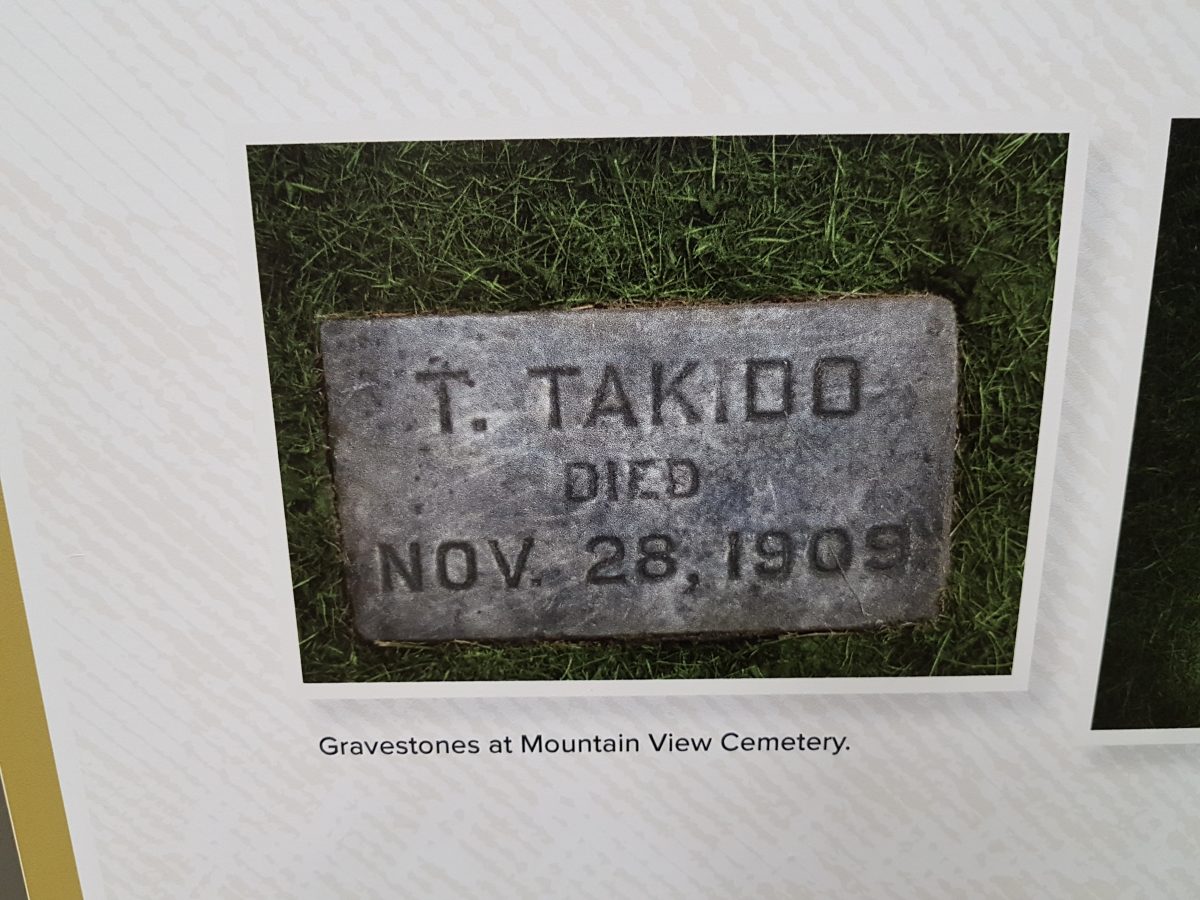 T. TAKIDO
DIED
NOV. 28, 1909
Gravestones at Mountain View Cemetery.